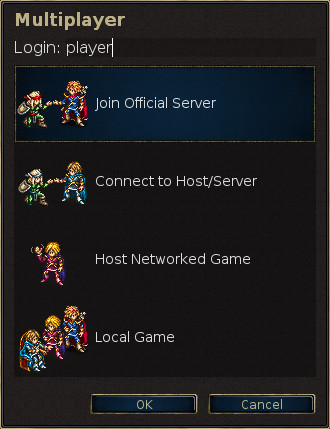 Multiplayer
Login: player
Join Official Server
Connect to Host/Server
Host Networked Game
Local Game
OK Cancel